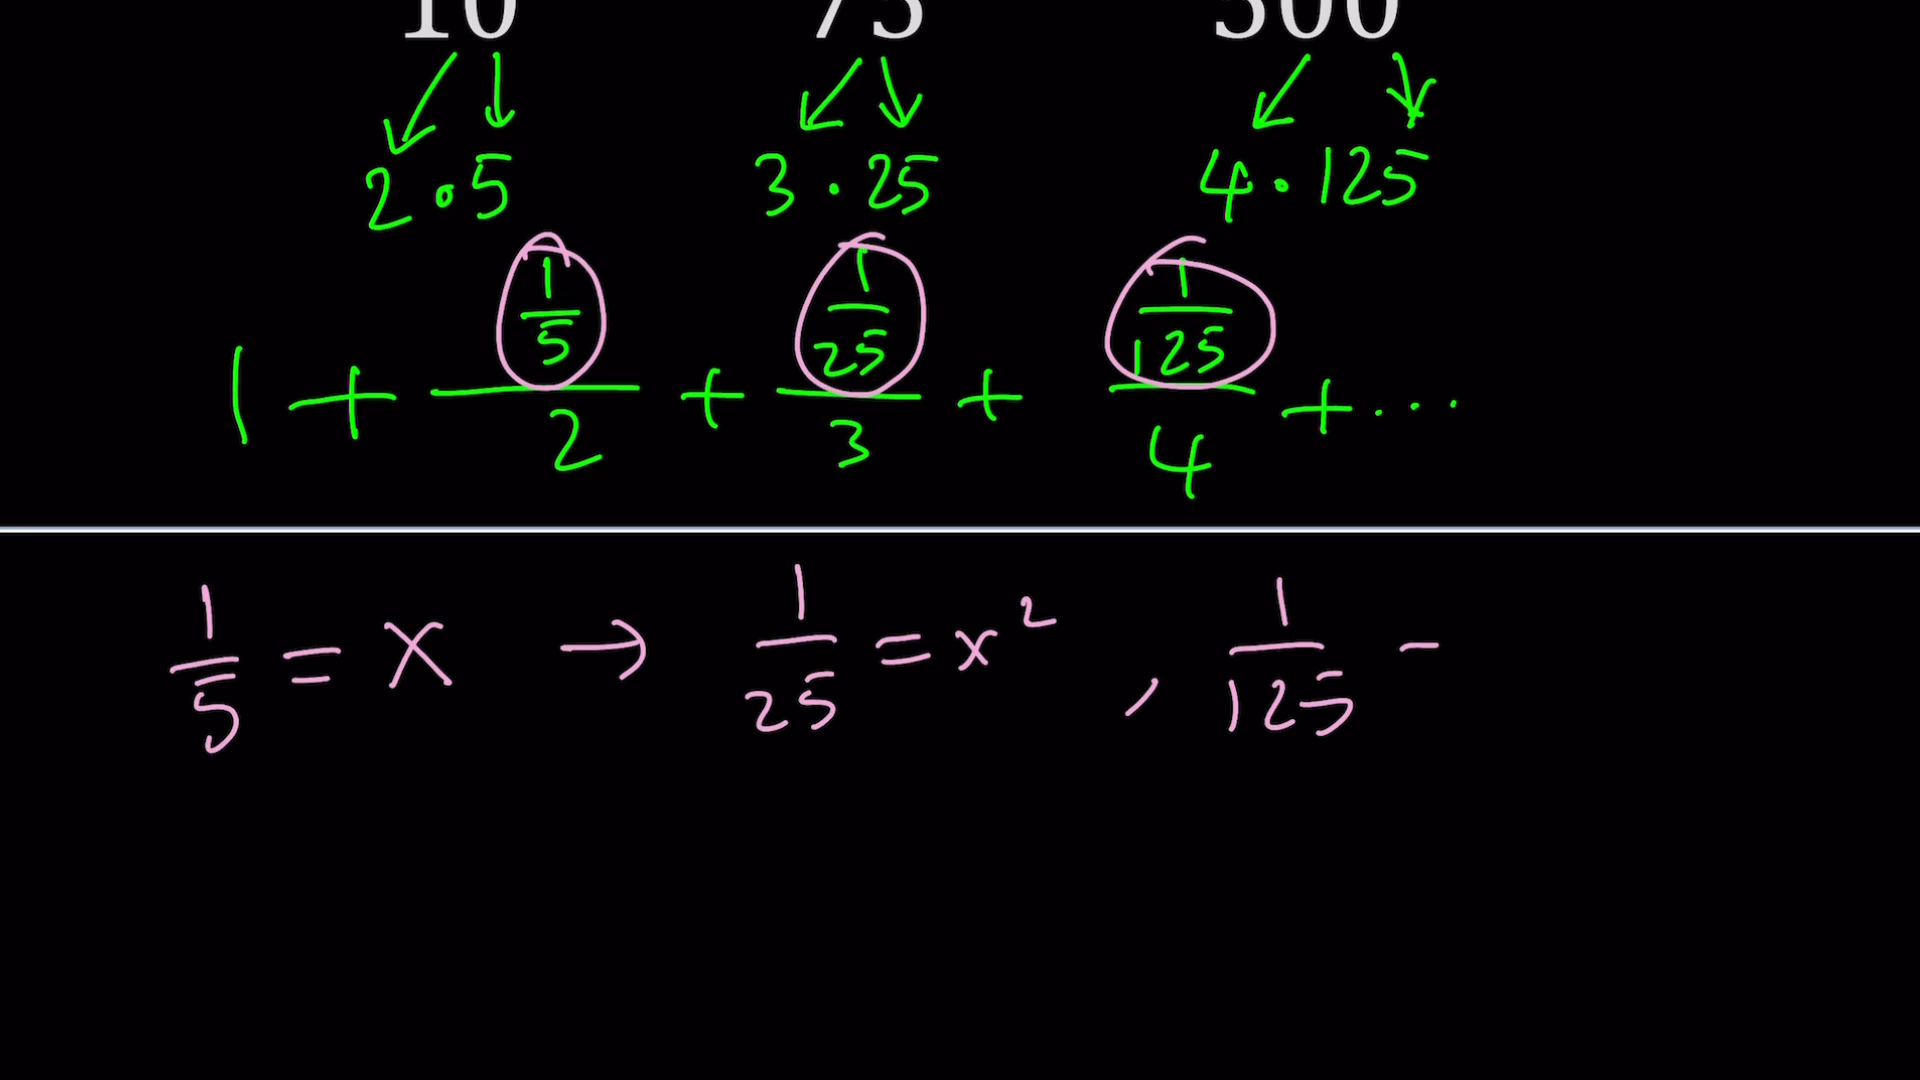 10 75 500
2 · 5 3 · 25 4 · 125
1 + (1/5)/2 + (1/25)/3 + (1/125)/4 + ...
1/5 = x → 1/25 = x² , 1/125 -